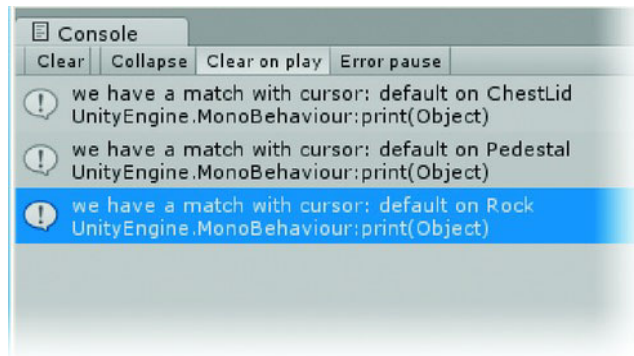 Console
Clear Collapse Clear on play Error pause
we have a match with cursor: default on ChestLid
UnityEngine.MonoBehaviour:print(Object)
we have a match with cursor: default on Pedestal
UnityEngine.MonoBehaviour:print(Object)
we have a match with cursor: default on Rock
UnityEngine.MonoBehaviour:print(Object)